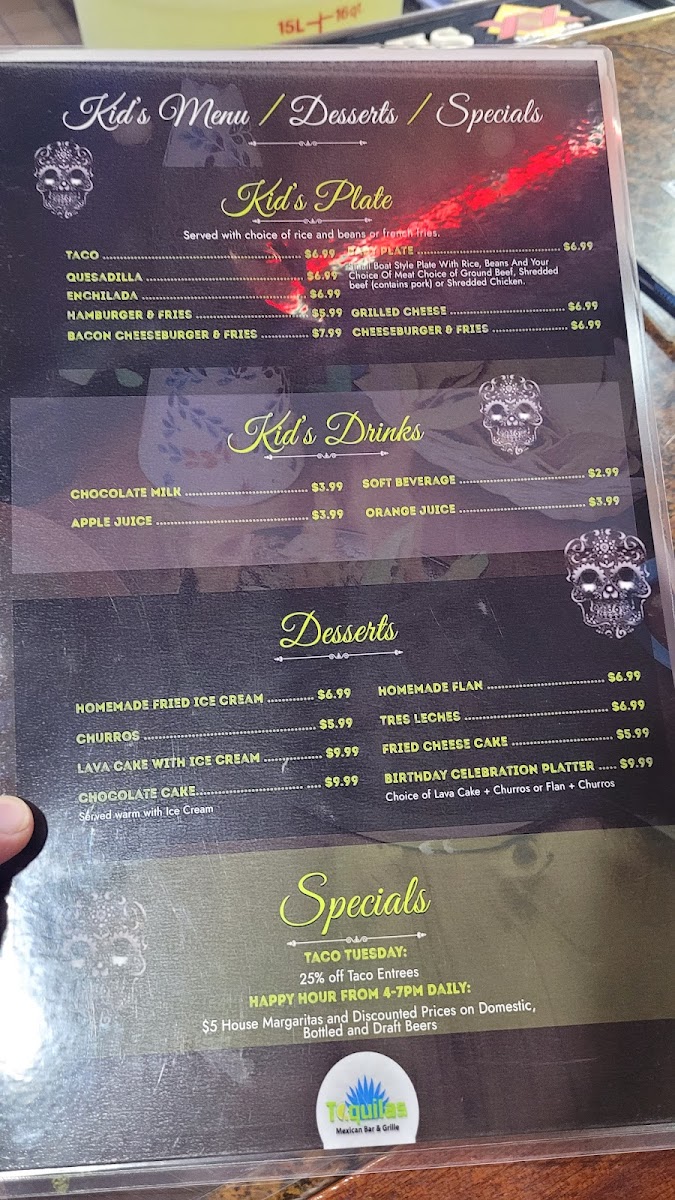 15L 16qt
Kid's Menu / Desserts / Specials
Kid's Plate
Served with choice of rice and beans or french fries.
TACO ........ $6.99
QUESADILLA ........ $6.99
ENCHILADA ........ $6.99
HAMBURGER & FRIES ........ $5.99
BACON CHEESEBURGER & FRIES ........ $7.99
PLATE ........ $6.99
Boat Style Plate With Rice, Beans And Your
Choice Of Meal Choice of Ground Beef, Shredded
beef (contains pork) or Shredded Chicken.
GRILLED CHEESE ........ $6.99
CHEESEBURGER & FRIES ........ $6.99
Kid's Drinks
CHOCOLATE MILK ........ $3.99
APPLE JUICE ........ $3.99
SOFT BEVERAGE ........ $2.99
ORANGE JUICE ........ $3.99
Desserts
HOMEMADE FRIED ICE CREAM ........ $6.99
CHURROS ........ $5.99
LAVA CAKE WITH ICE CREAM ........ $9.99
CHOCOLATE CAKE........ .... $9.99
Served warm with Ice Cream
HOMEMADE FLAN ........ $6.99
TRES LECHES ........ $6.99
FRIED CHEESE CAKE ........ $5.99
BIRTHDAY CELEBRATION PLATTER ..... $9.99
Choice of Lava Cake + Churros or Flan + Churros
Specials
TACO TUESDAY:
25% off Taco Entrees
HAPPY HOUR FROM 4-7PM DAILY:
$5 House Margaritas and Discounted Prices on Domestic,
Bottled and Draft Beers
Tequilas
Mexican Bar & Grille